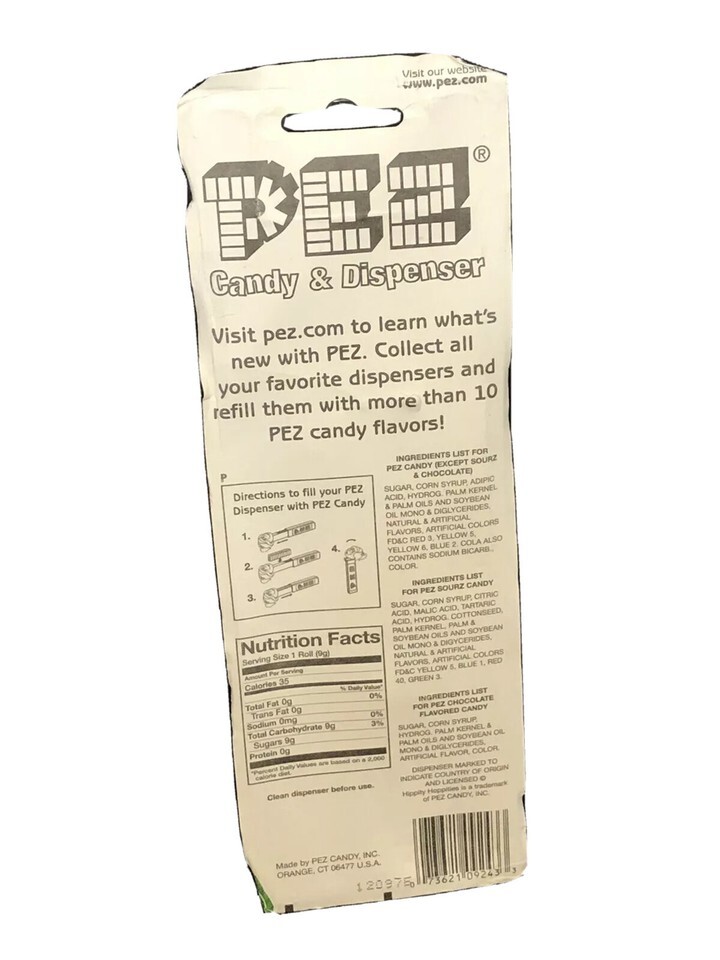 Visit our website
www.pez.com
PEZ®
Candy & Dispenser
Visit pez.com to learn what's
new with PEZ. Collect all
your favorite dispensers and
refill them with more than 10
PEZ candy flavors!
P
Directions to fill your PEZ
Dispenser with PEZ Candy
1.
2.
3.
4.
Nutrition Facts
Serving Size 1 Roll (9g)
Amount Per Serving
Calories 35
% Daily Value*
Total Fat 0g 0%
Trans Fat 0g
Sodium 0mg 0%
Total Carbohydrate 9g 3%
Sugars 9g
Protein 0g
*Percent Daily Values are based on a 2,000
calorie diet.
Clean dispenser before use.
Made by PEZ CANDY, INC.
ORANGE, CT 06477 U.S.A.
INGREDIENTS LIST FOR
PEZ CANDY (EXCEPT SOURZ
& CHOCOLATE)
SUGAR, CORN SYRUP, ADIPIC
ACID, HYDROG. PALM KERNEL
& PALM OILS AND SOYBEAN
OIL MONO & DIGLYCERIDES,
NATURAL & ARTIFICIAL
FLAVORS, ARTIFICIAL COLORS
FD&C RED 3, YELLOW 5,
YELLOW 6, BLUE 2. COLA ALSO
CONTAINS SODIUM BICARB.,
COLOR.
INGREDIENTS LIST
FOR PEZ SOURZ CANDY
SUGAR, CORN SYRUP, CITRIC
ACID, MALIC ACID, TARTARIC
ACID, HYDROG. COTTONSEED,
PALM KERNEL, PALM &
SOYBEAN OILS AND SOYBEAN
OIL MONO & DIGYCERIDES,
NATURAL & ARTIFICIAL
FLAVORS, ARTIFICIAL COLORS
FD&C YELLOW 5, BLUE 1, RED
40, GREEN 3.
INGREDIENTS LIST
FOR PEZ CHOCOLATE
FLAVORED CANDY
SUGAR, CORN SYRUP,
HYDROG. PALM KERNEL &
PALM OILS AND SOYBEAN OIL
MONO & DIGLYCERIDES,
ARTIFICIAL FLAVOR, COLOR.
DISPENSER MARKED TO
INDICATE COUNTRY OF ORIGIN
AND LICENSED ©
Hippity Hoppities is a trademark
of PEZ CANDY, INC.
0 73621 09243 3